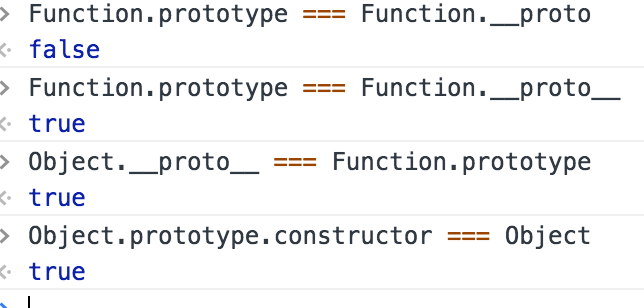 > Function.prototype === Function.__proto
< false
> Function.prototype === Function.__proto__
< true
> Object.__proto__ === Function.prototype
< true
> Object.prototype.constructor === Object
< true
>